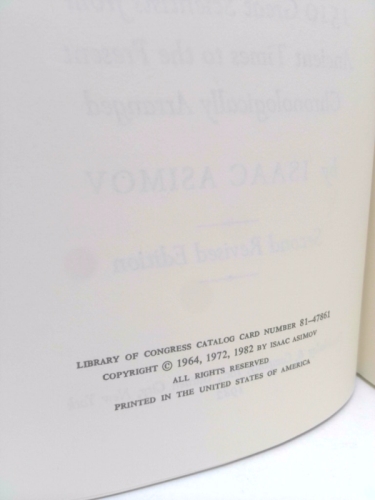 1510 Great Scientists from
Ancient Times to the Present
Chronologically Arranged
by ISAAC ASIMOV
Second Revised Edition
LIBRARY OF CONGRESS CATALOG CARD NUMBER 81–47861
COPYRIGHT © 1964, 1972, 1982 BY ISAAC ASIMOV
ALL RIGHTS RESERVED
PRINTED IN THE UNITED STATES OF AMERICA